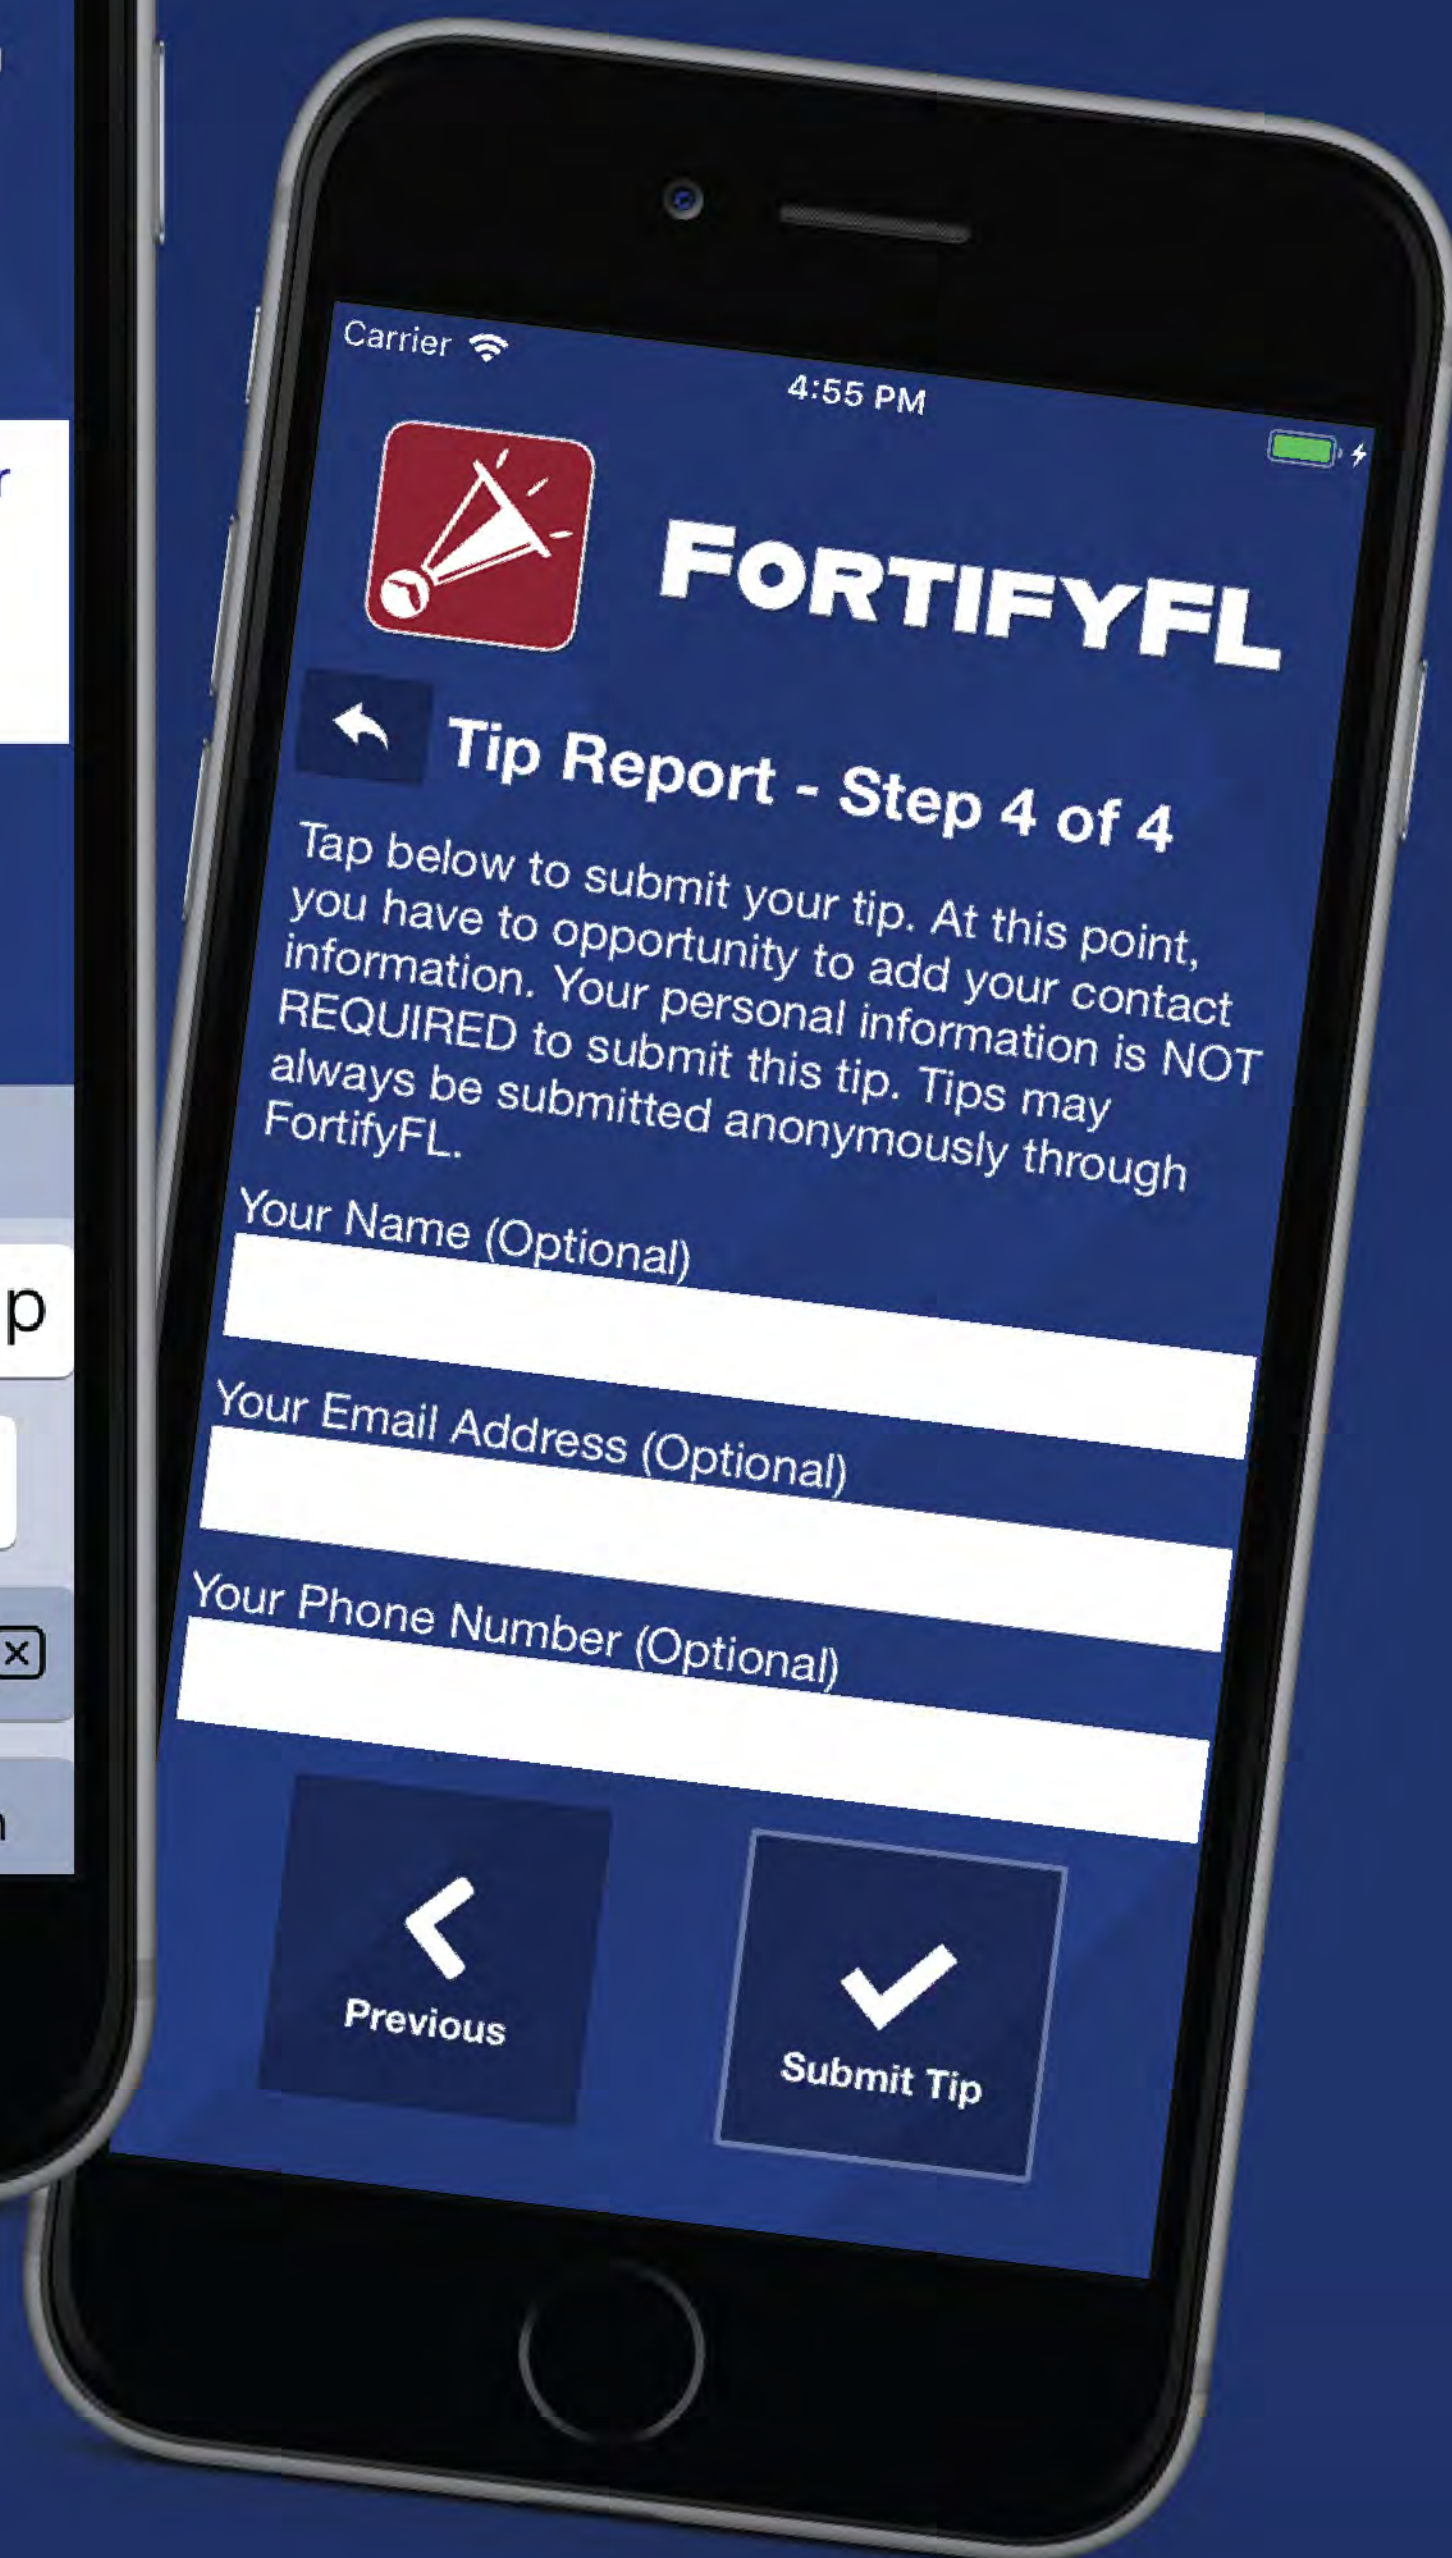 Carrier
4:55 PM
FORTIFYFL
Tip Report - Step 4 of 4
Tap below to submit your tip. At this point,
you have to opportunity to add your contact
information. Your personal information is NOT
REQUIRED to submit this tip. Tips may
always be submitted anonymously through
FortifyFL.
Your Name (Optional)
Your Email Address (Optional)
Your Phone Number (Optional)
Previous
Submit Tip
p